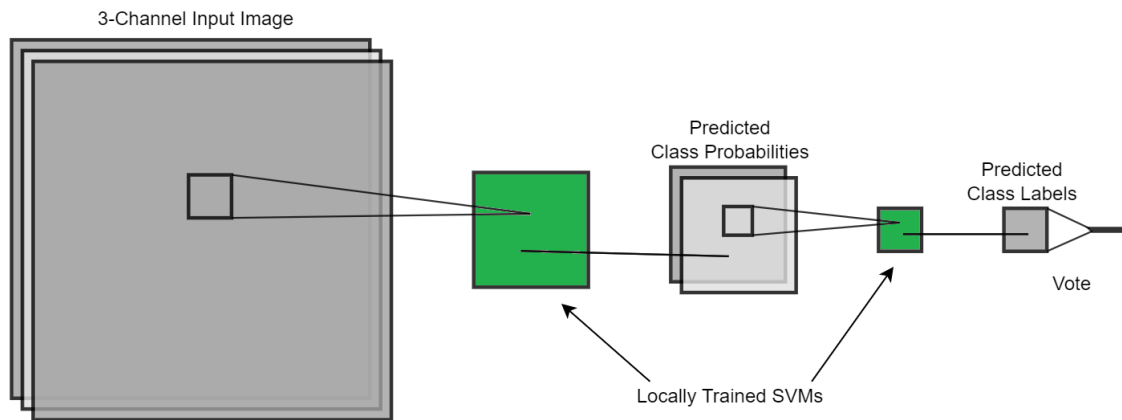 3-Channel Input Image
Predicted
Class Probabilities
Predicted
Class Labels
Vote
Locally Trained SVMs